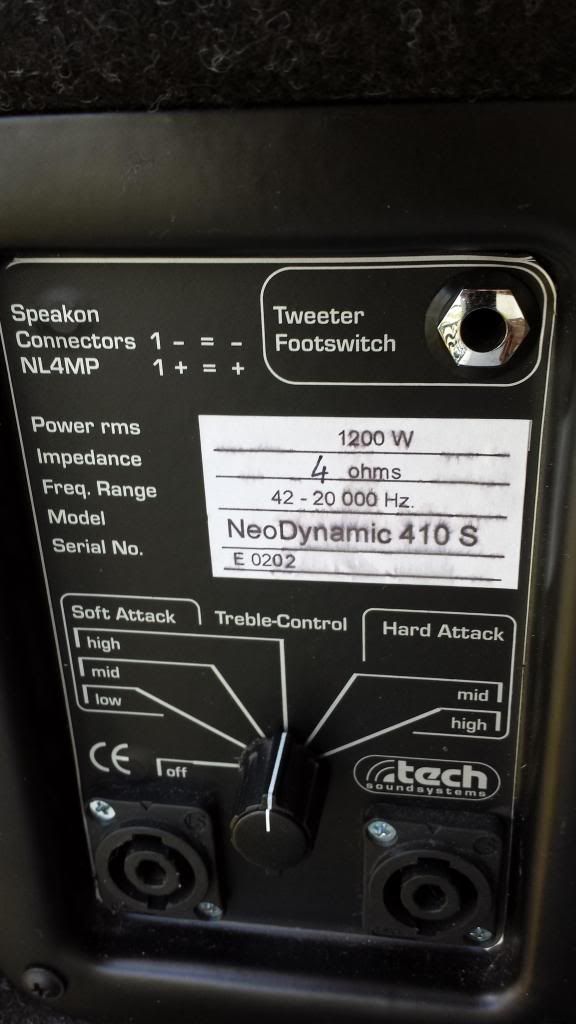 Speakon
Connectors 1 - = -
NL4MP 1 + = +
Tweeter
Footswitch
Power rms 1200 W
Impedance 4 ohms
Freq. Range 42 - 20 000 Hz.
Model NeoDynamic 410 S
Serial No. E 0202
Soft Attack Treble-Control Hard Attack
high
mid
low
off
mid
high
CE
tech
soundsystems